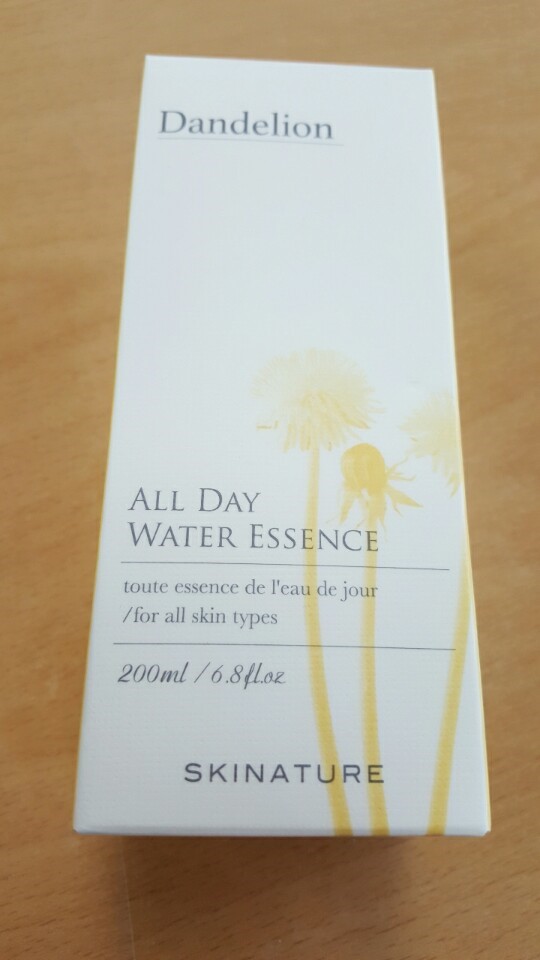 Dandelion
ALL DAY
WATER ESSENCE
toute essence de l'eau de jour
/for all skin types
200ml / 6.8fl.oz
SKINATURE